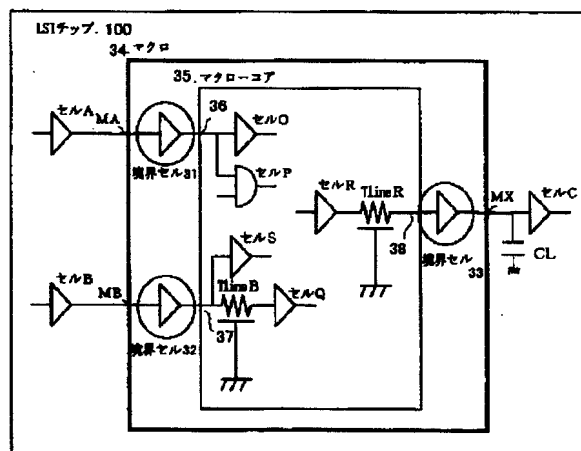 LSIチップ. 100
34.マクロ
35.マクローコア
セルA
MA
36
セルO
境界セル31
セルP
セルR
TLineR
MX
セルC
38
CL
境界セル
33
セルS
セルB
MB
TLineB
セルQ
37
境界セル32